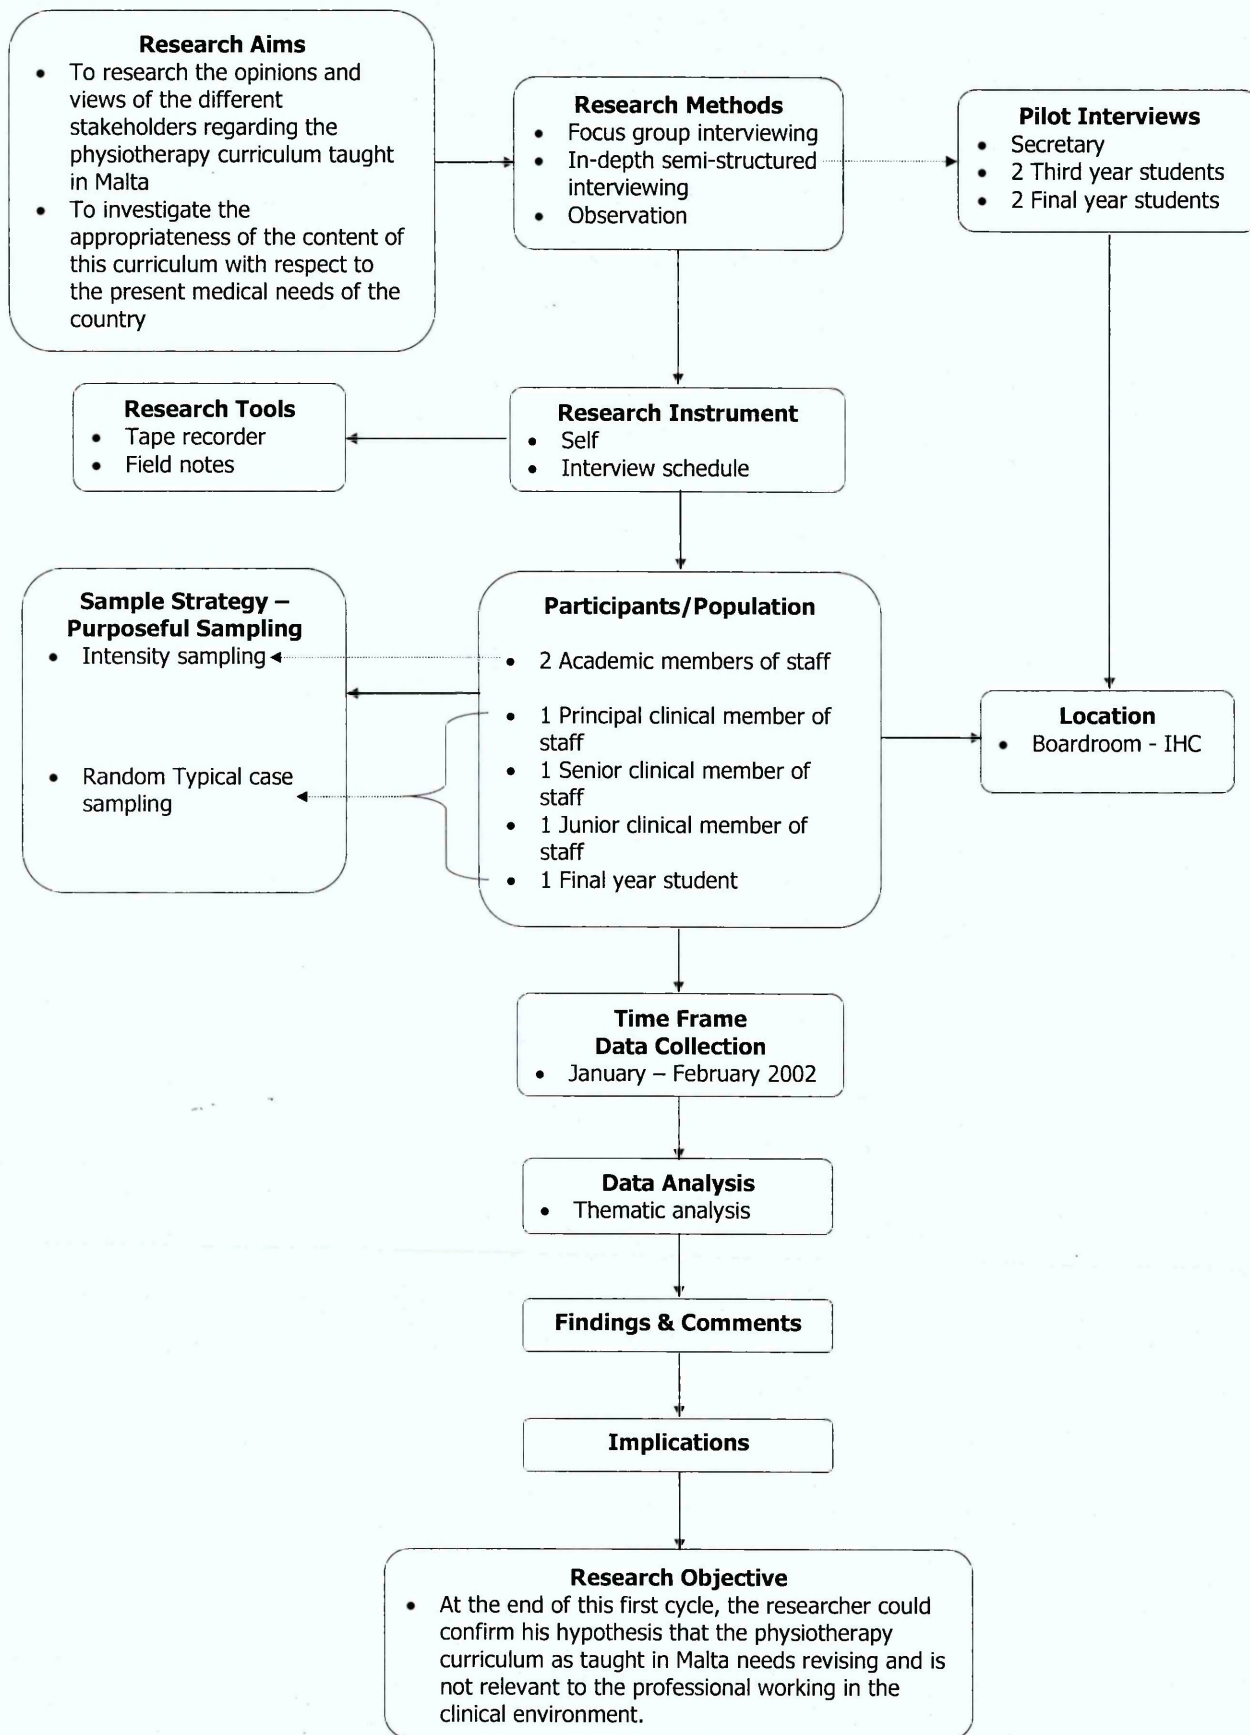 Research Aims
• To research the opinions and
views of the different
stakeholders regarding the
physiotherapy curriculum taught
in Malta
• To investigate the
appropriateness of the content of
this curriculum with respect to
the present medical needs of the
country
Research Methods
• Focus group interviewing
• In-depth semi-structured
interviewing
• Observation
Pilot Interviews
• Secretary
• 2 Third year students
• 2 Final year students
Research Tools
• Tape recorder
• Field notes
Research Instrument
• Self
• Interview schedule
Sample Strategy –
Purposeful Sampling
• Intensity sampling
• Random Typical case
sampling
Participants/Population
• 2 Academic members of staff
• 1 Principal clinical member of
staff
• 1 Senior clinical member of
staff
• 1 Junior clinical member of
staff
• 1 Final year student
Location
• Boardroom - IHC
Time Frame
Data Collection
• January – February 2002
Data Analysis
• Thematic analysis
Findings & Comments
Implications
Research Objective
• At the end of this first cycle, the researcher could
confirm his hypothesis that the physiotherapy
curriculum as taught in Malta needs revising and is
not relevant to the professional working in the
clinical environment.